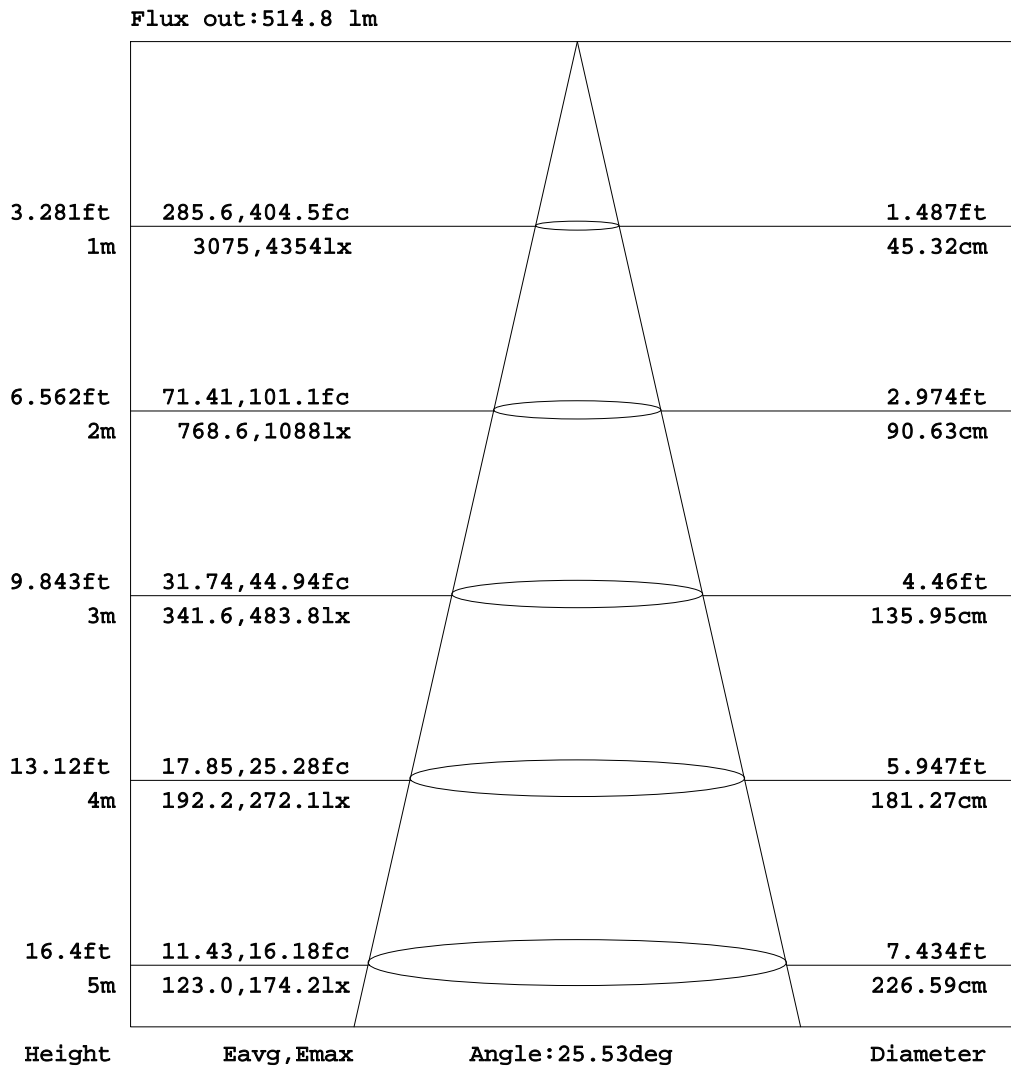 Flux out:514.8 lm
3.281ft 285.6,404.5fc 1.487ft
1m 3075,4354lx 45.32cm
6.562ft 71.41,101.1fc 2.974ft
2m 768.6,1088lx 90.63cm
9.843ft 31.74,44.94fc 4.46ft
3m 341.6,483.8lx 135.95cm
13.12ft 17.85,25.28fc 5.947ft
4m 192.2,272.1lx 181.27cm
16.4ft 11.43,16.18fc 7.434ft
5m 123.0,174.2lx 226.59cm
Height Eavg,Emax Angle:25.53deg Diameter